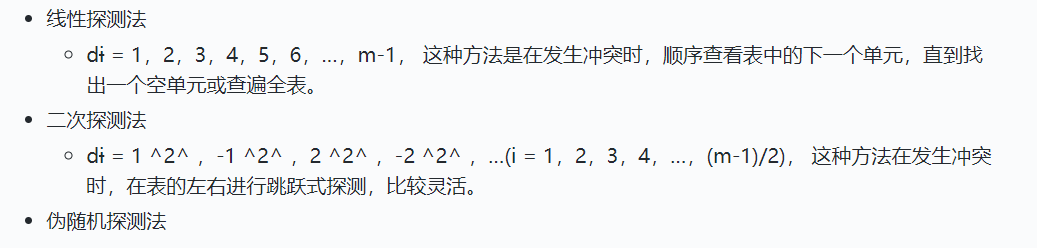 线性探测法
dɨ = 1，2，3，4，5，6，…，m-1， 这种方法是在发生冲突时，顺序查看表中的下一个单元，直到找
出一个空单元或查遍全表。
二次探测法
dɨ = 1 ^2^ ，-1 ^2^ ，2 ^2^ ，-2 ^2^ ，…(i = 1，2，3，4，…，(m-1)/2)， 这种方法在发生冲突
时，在表的左右进行跳跃式探测，比较灵活。
伪随机探测法